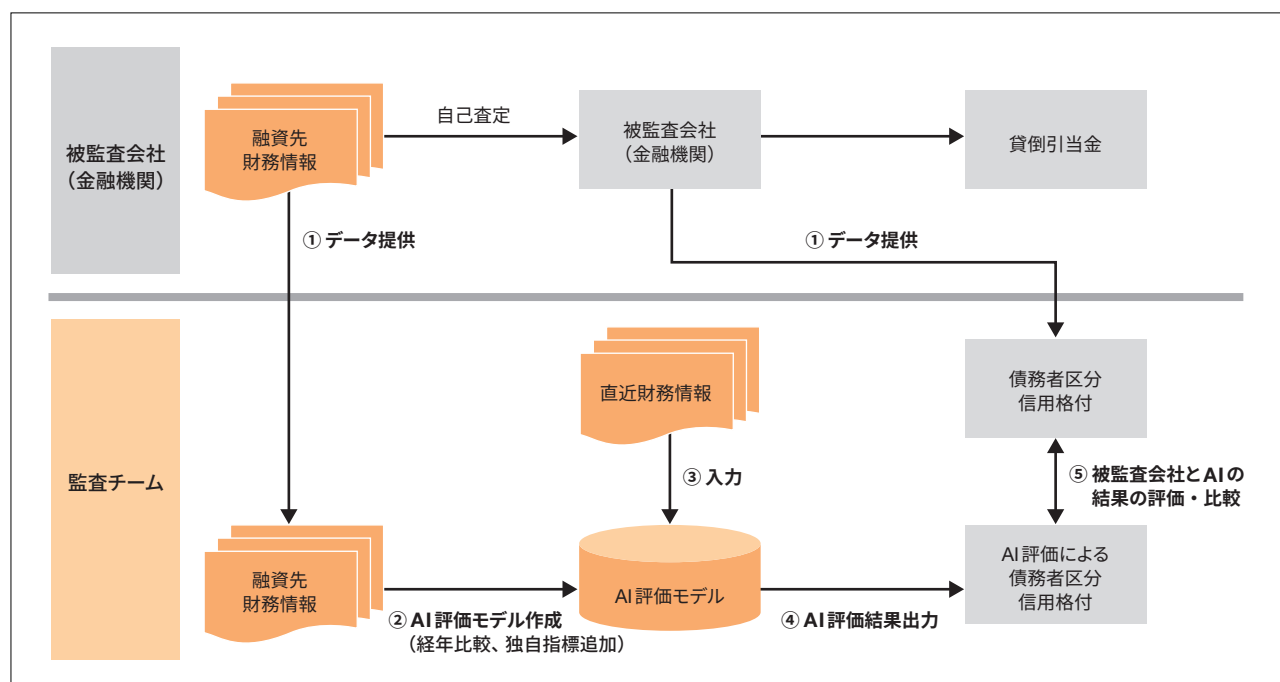 被監査会社
（金融機関）
融資先
財務情報
自己査定
被監査会社
（金融機関）
貸倒引当金
① データ提供
① データ提供
監査チーム
直近財務情報
債務者区分
信用格付
③ 入力
⑤ 被監査会社とAIの
結果の評価・比較
融資先
財務情報
② AI評価モデル作成
（経年比較、独自指標追加）
AI評価モデル
④ AI評価結果出力
AI評価による
債務者区分
信用格付